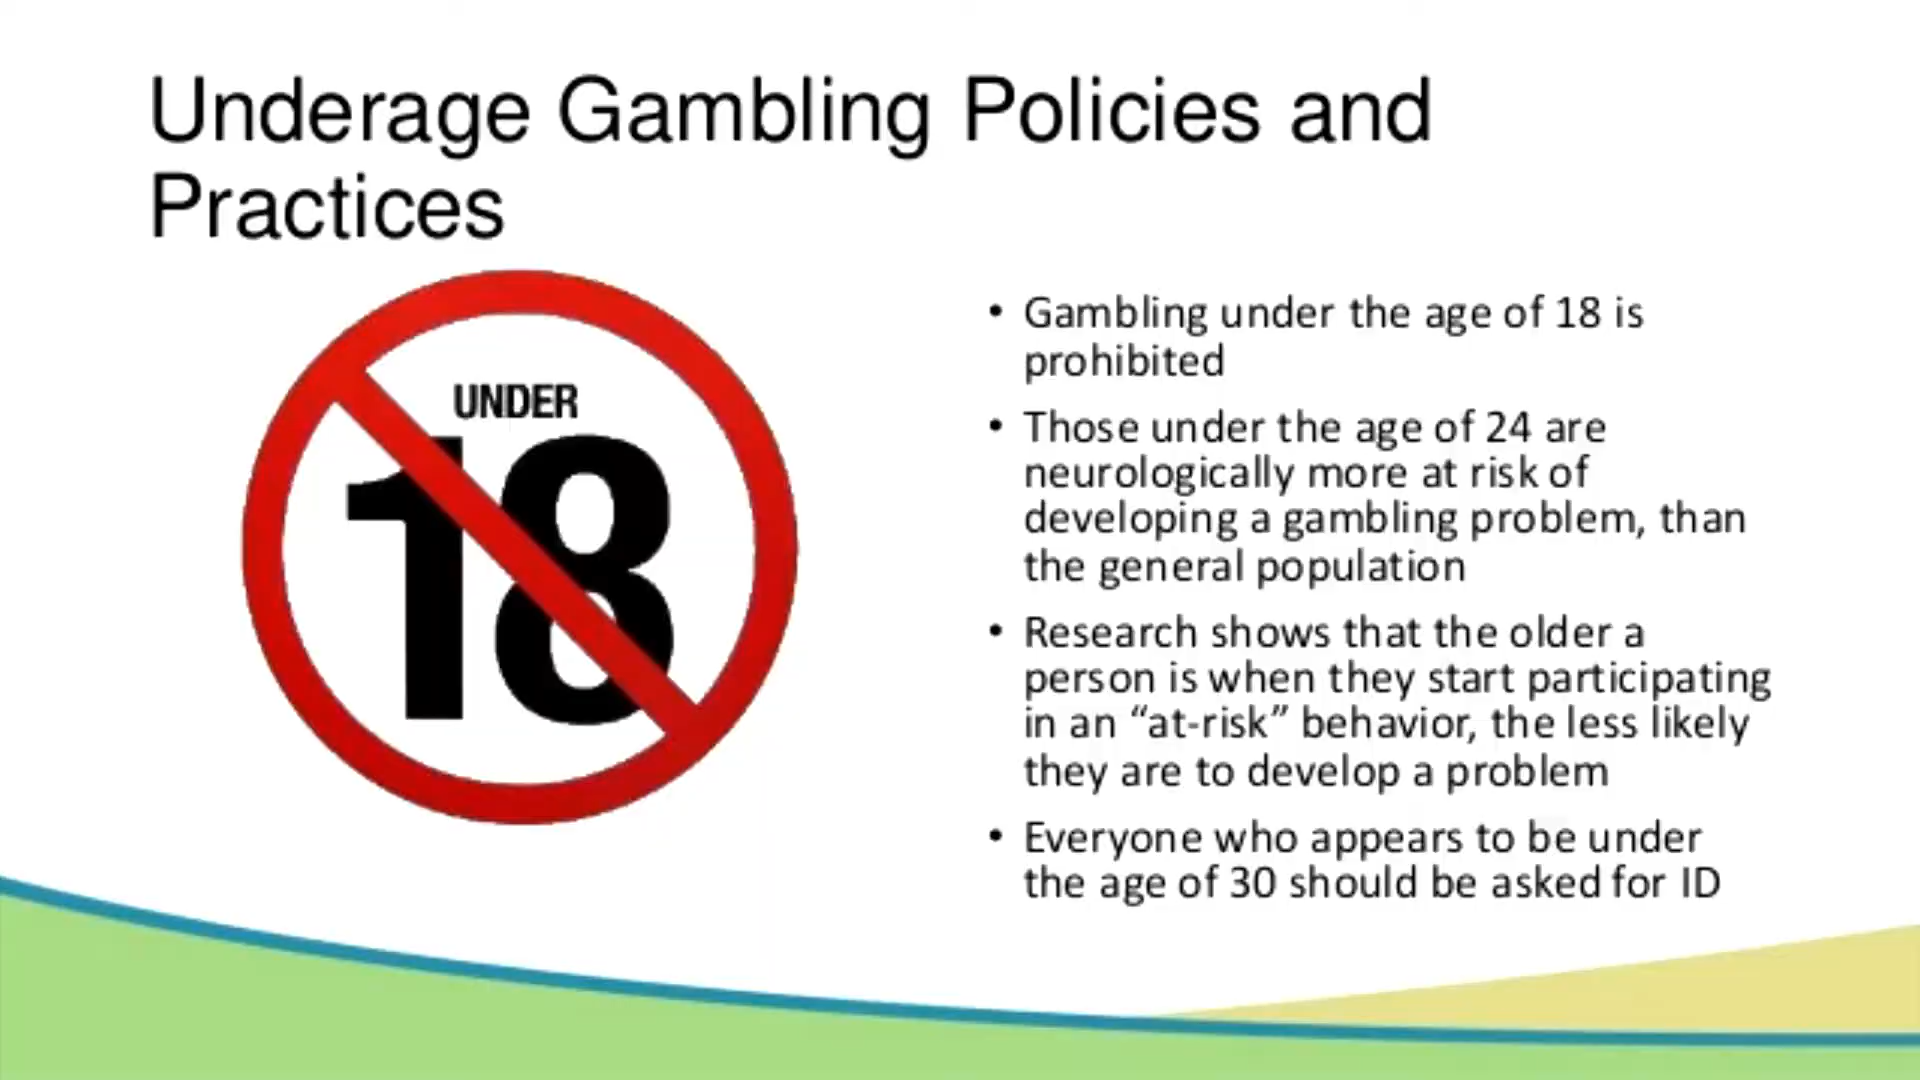 Underage Gambling Policies and
Practices
UNDER
18
• Gambling under the age of 18 is
prohibited
• Those under the age of 24 are
neurologically more at risk of
developing a gambling problem, than
the general population
• Research shows that the older a
person is when they start participating
in an “at-risk” behavior, the less likely
they are to develop a problem
• Everyone who appears to be under
the age of 30 should be asked for ID